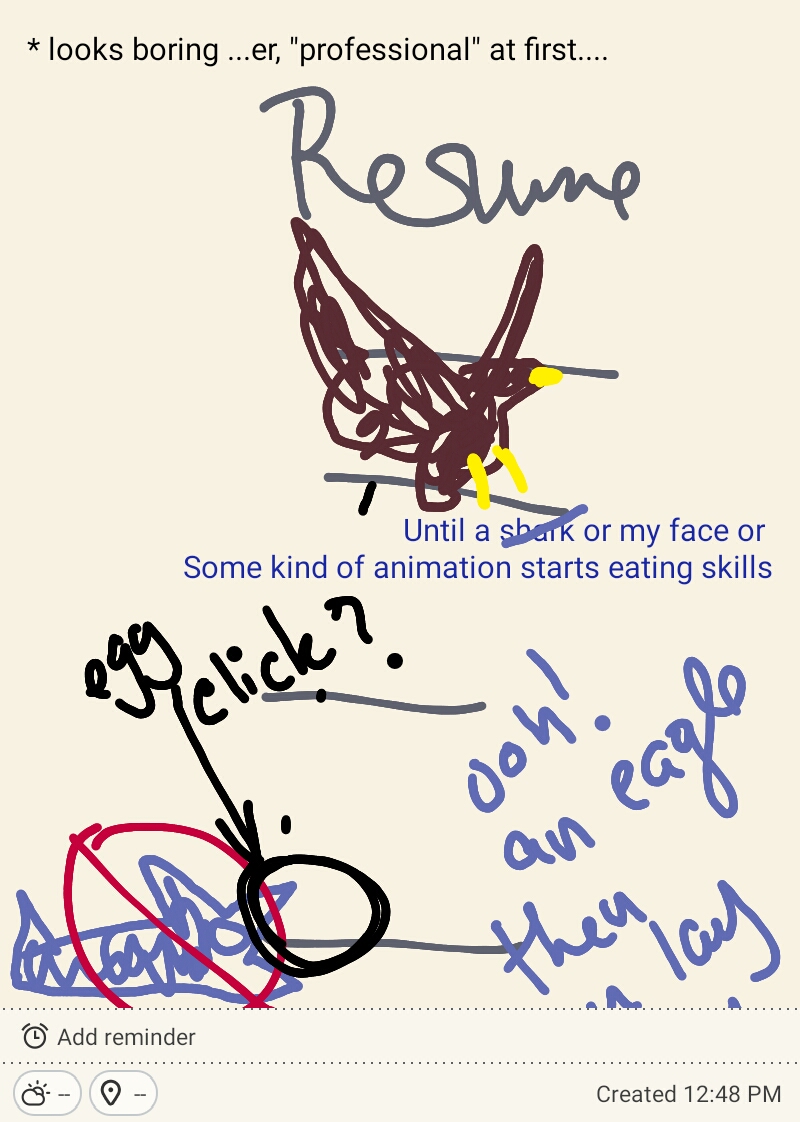 * looks boring ...er, "professional" at first....
Resume
Until a shark or my face or
Some kind of animation starts eating skills
egg
click?
ooh!
an eagle
they lay
Add reminder
--
--
Created 12:48 PM